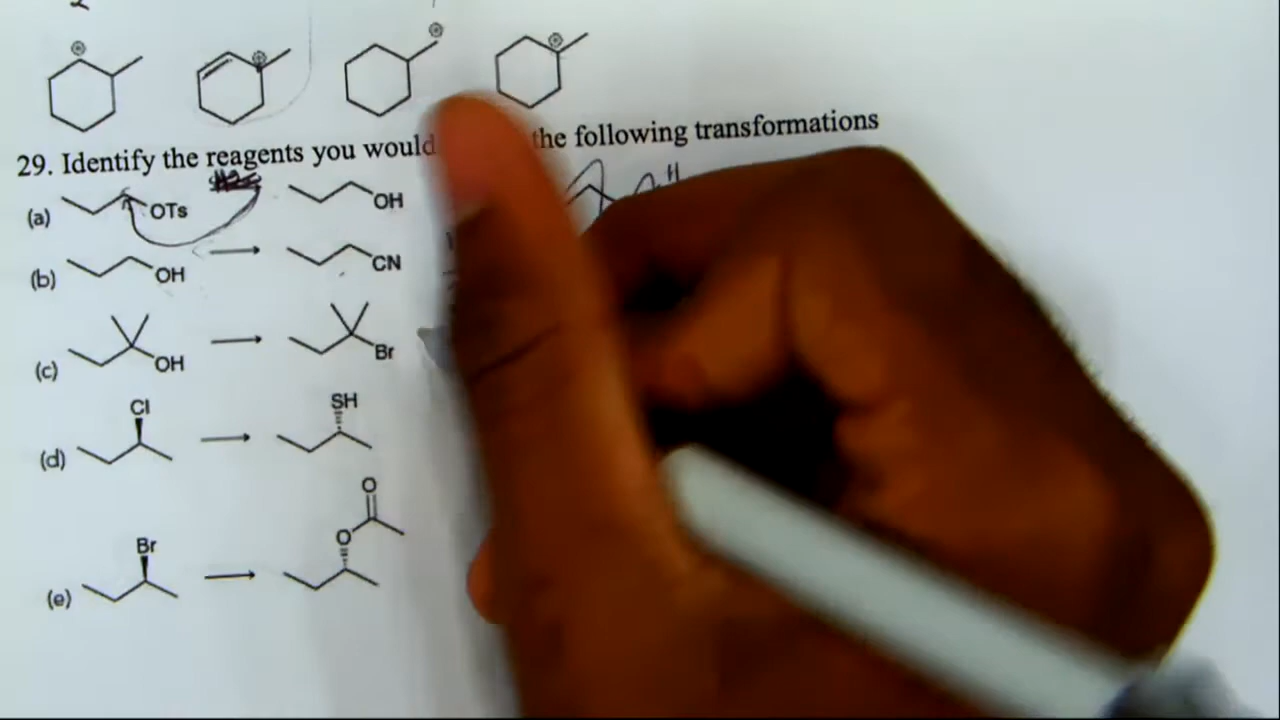 29. Identify the reagents you would the following transformations
(a) OTs OH
(b) OH CN
(c) OH Br
Cl SH
(d)
O
Br O
(e)